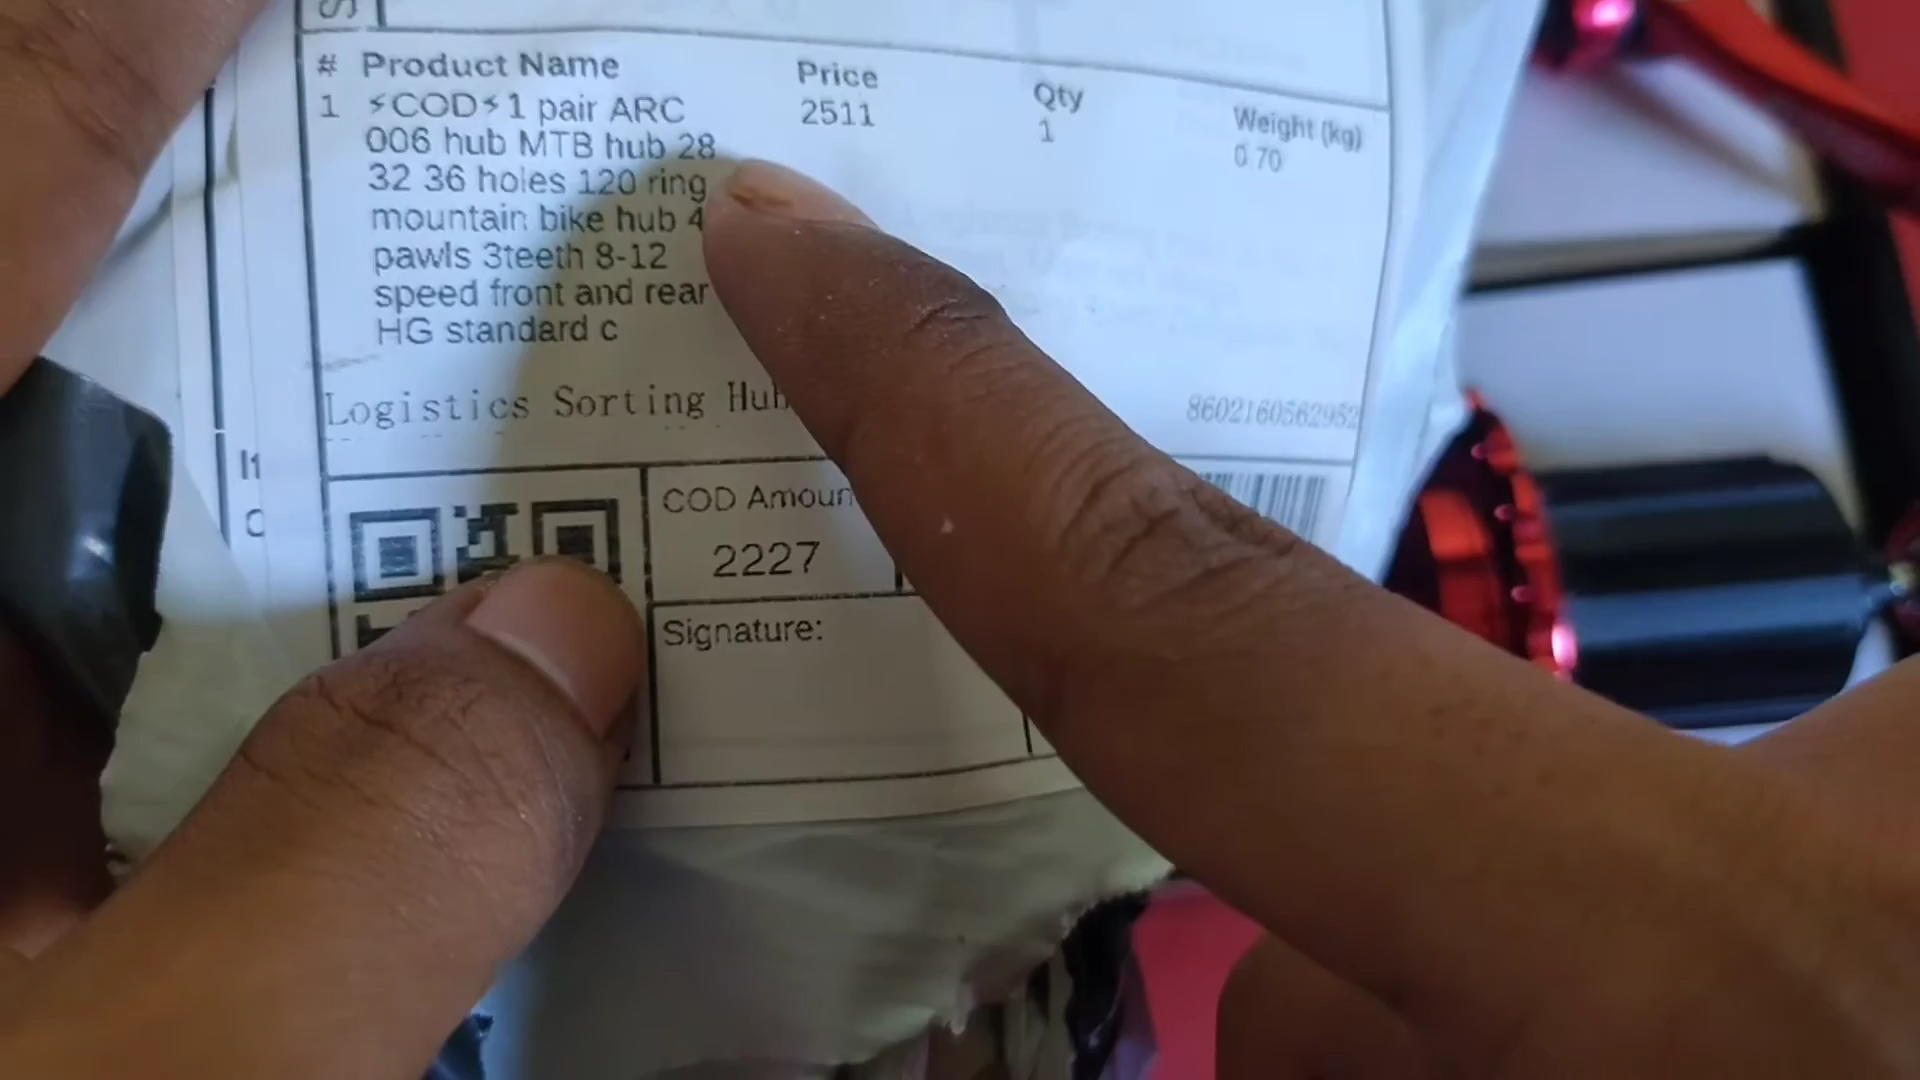 # Product Name Price Qty Weight (kg)
1 ⚡COD⚡1 pair ARC 2511 1 0.70
006 hub MTB hub 28
32 36 holes 120 ring
mountain bike hub 4
pawls 3teeth 8-12
speed front and rear
HG standard c
Logistics Sorting Hub
8602160562952
COD Amoun
2227
Signature: